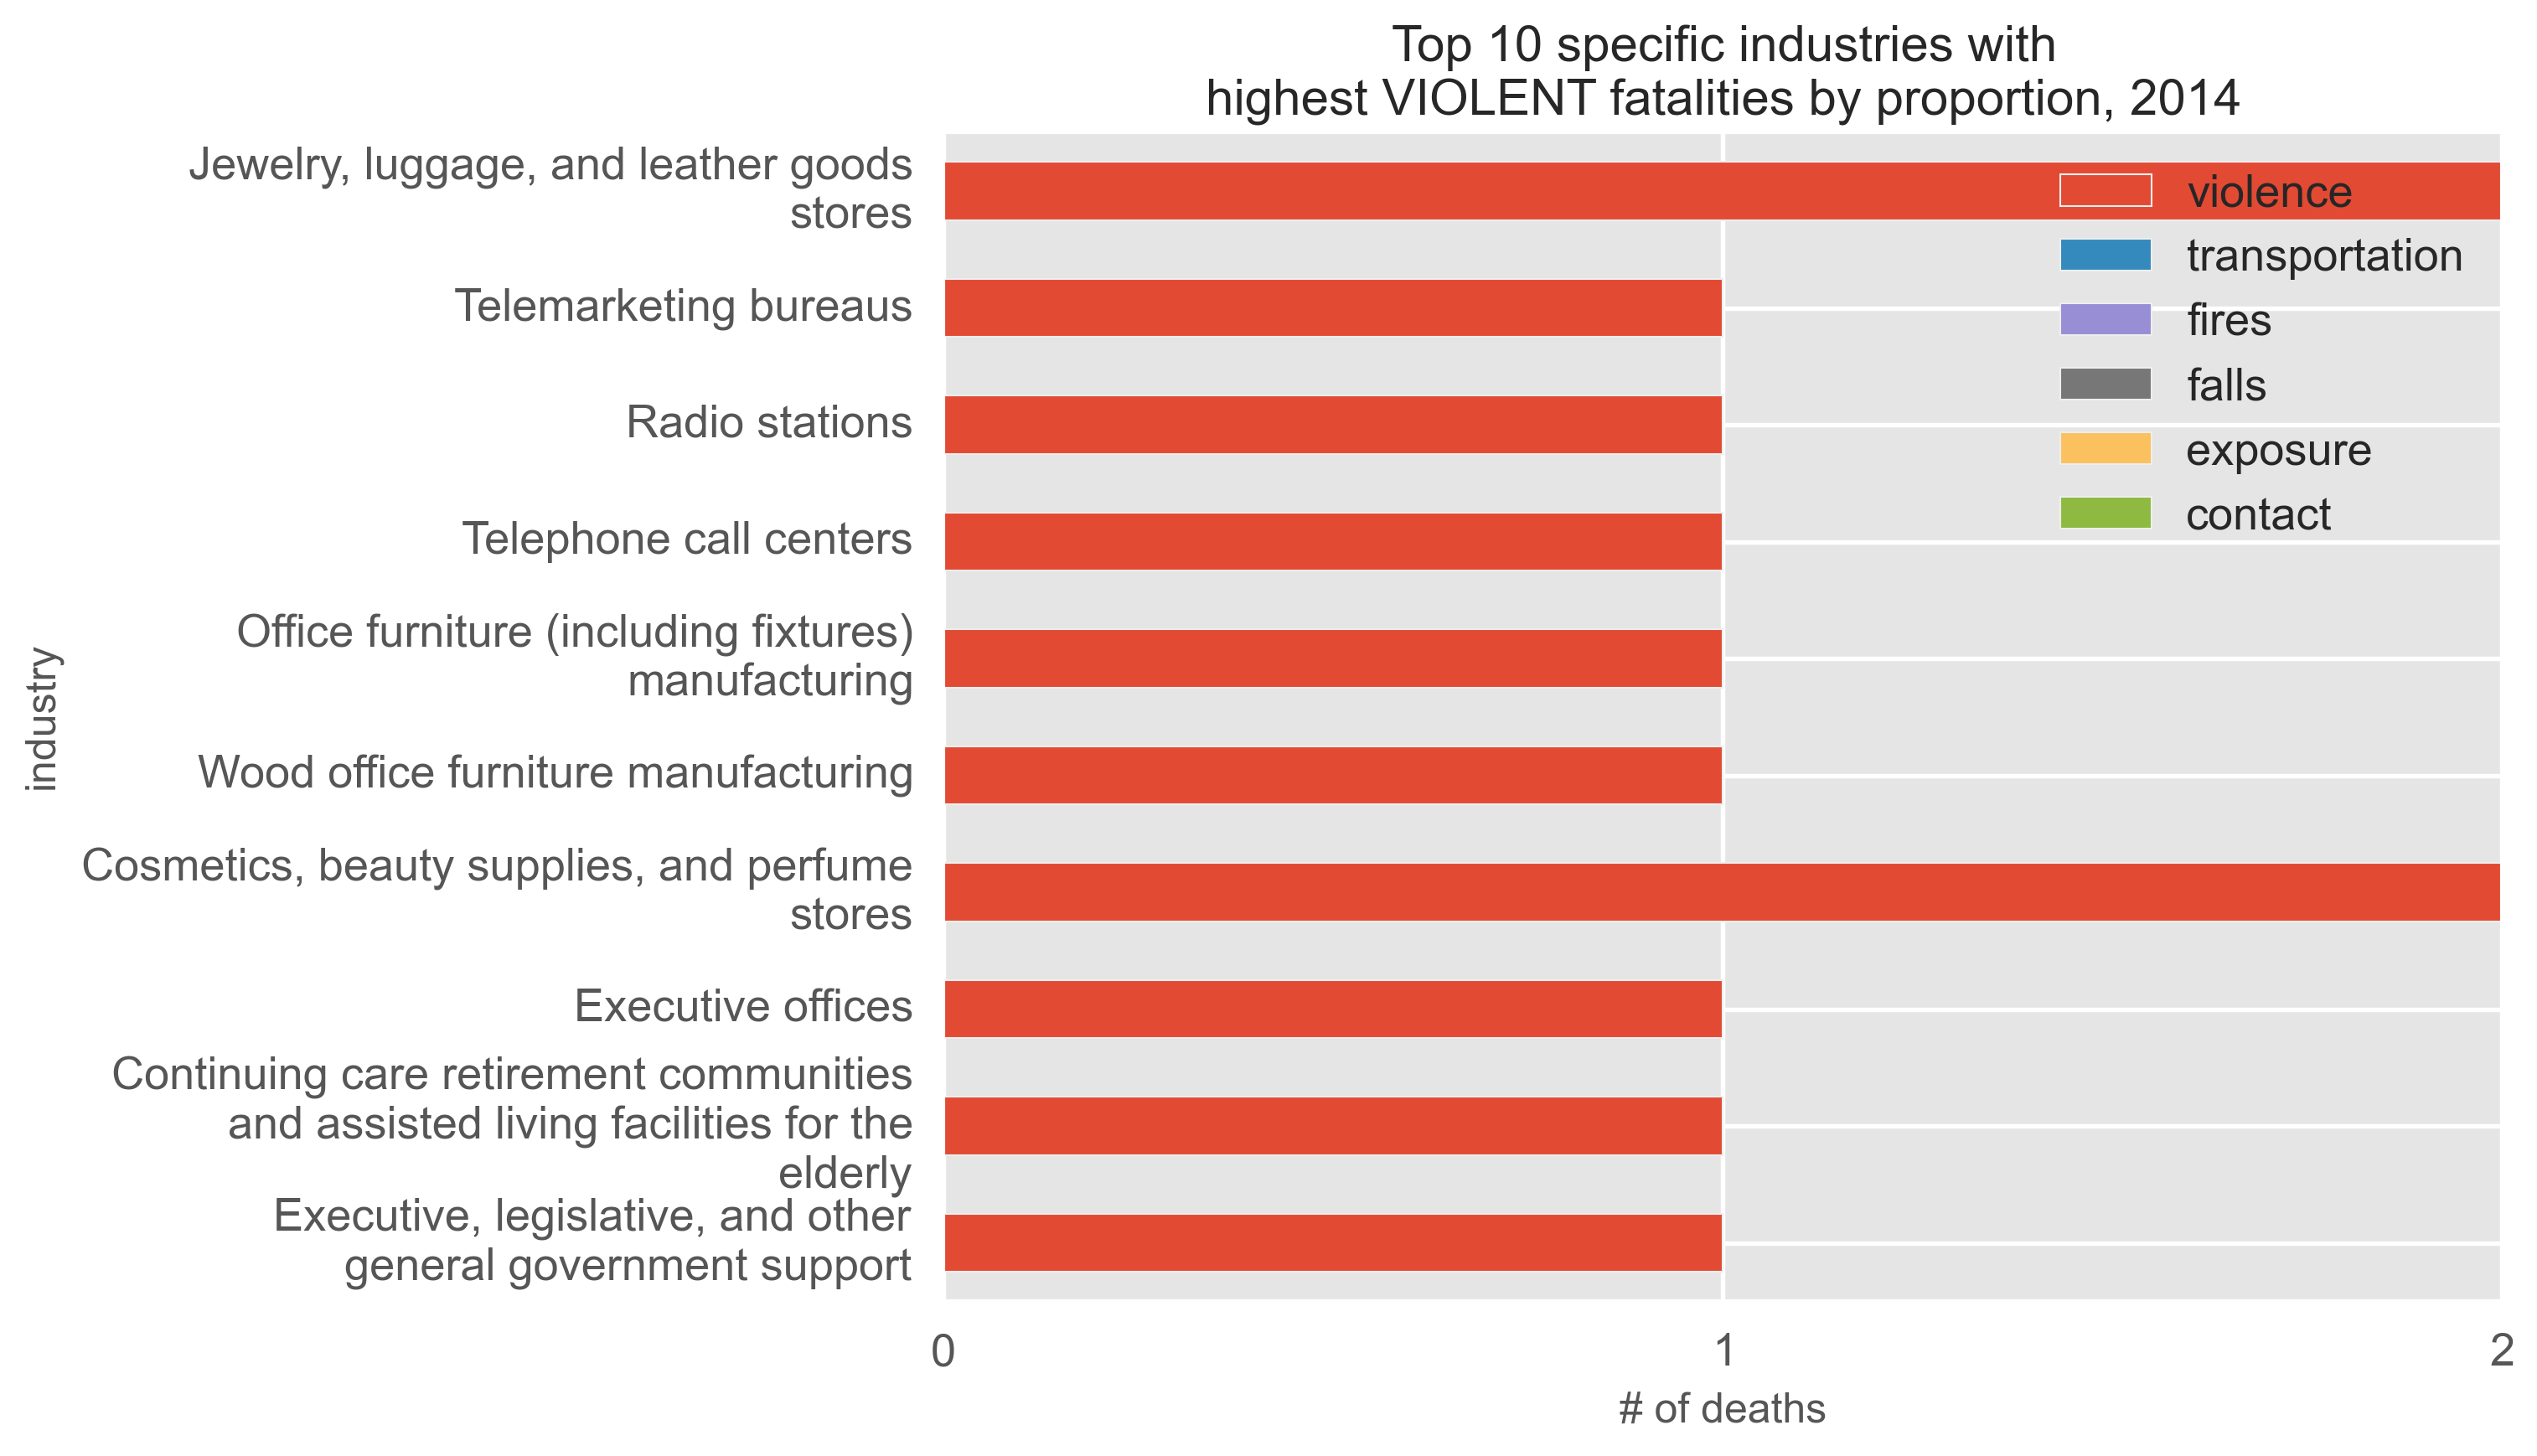 Top 10 specific industries with
highest VIOLENT fatalities by proportion, 2014
Jewelry, luggage, and leather goods
stores
Telemarketing bureaus
Radio stations
Telephone call centers
Office furniture (including fixtures)
manufacturing
Wood office furniture manufacturing
Cosmetics, beauty supplies, and perfume
stores
Executive offices
Continuing care retirement communities
and assisted living facilities for the
elderly
Executive, legislative, and other
general government support
industry
violence
transportation
fires
falls
exposure
contact
0 1 2
# of deaths